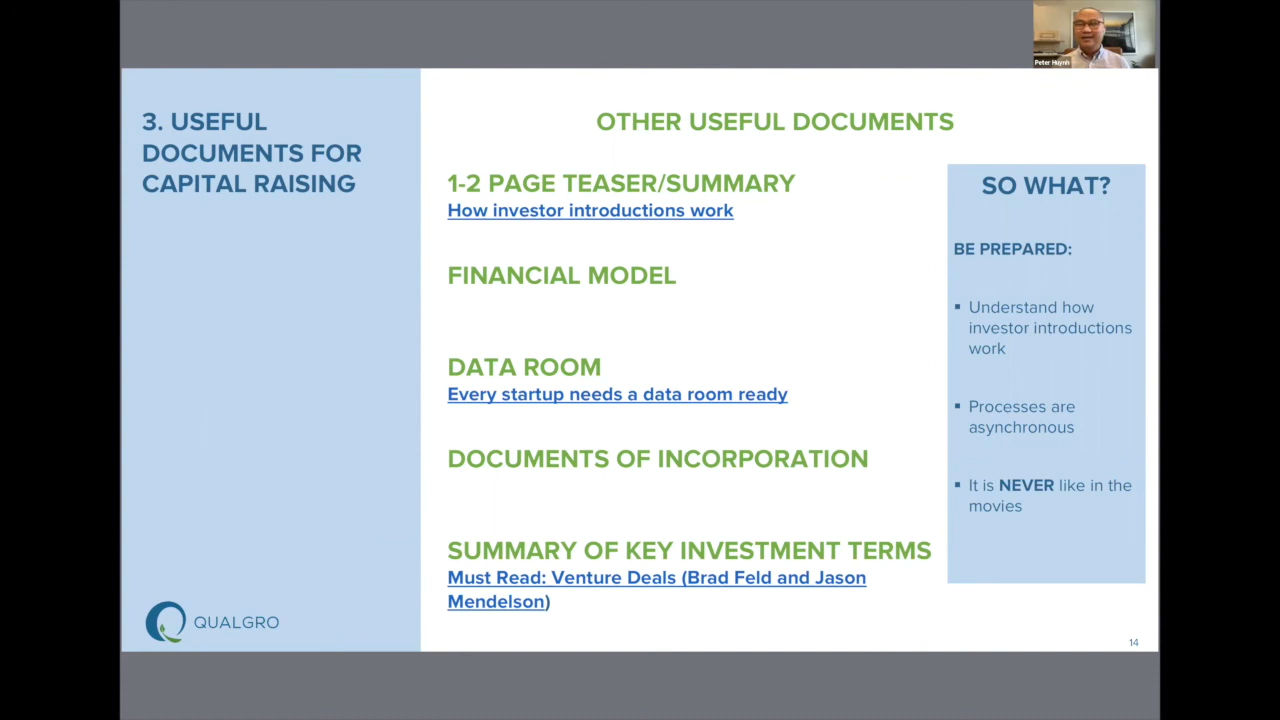 Peter Huynh
3. USEFUL
DOCUMENTS FOR
CAPITAL RAISING
OTHER USEFUL DOCUMENTS
1-2 PAGE TEASER/SUMMARY
How investor introductions work
FINANCIAL MODEL
DATA ROOM
Every startup needs a data room ready
DOCUMENTS OF INCORPORATION
SUMMARY OF KEY INVESTMENT TERMS
Must Read: Venture Deals (Brad Feld and Jason
Mendelson)
SO WHAT?
BE PREPARED:
▪ Understand how
investor introductions
work
▪ Processes are
asynchronous
▪ It is NEVER like in the
movies
QUALGRO
14